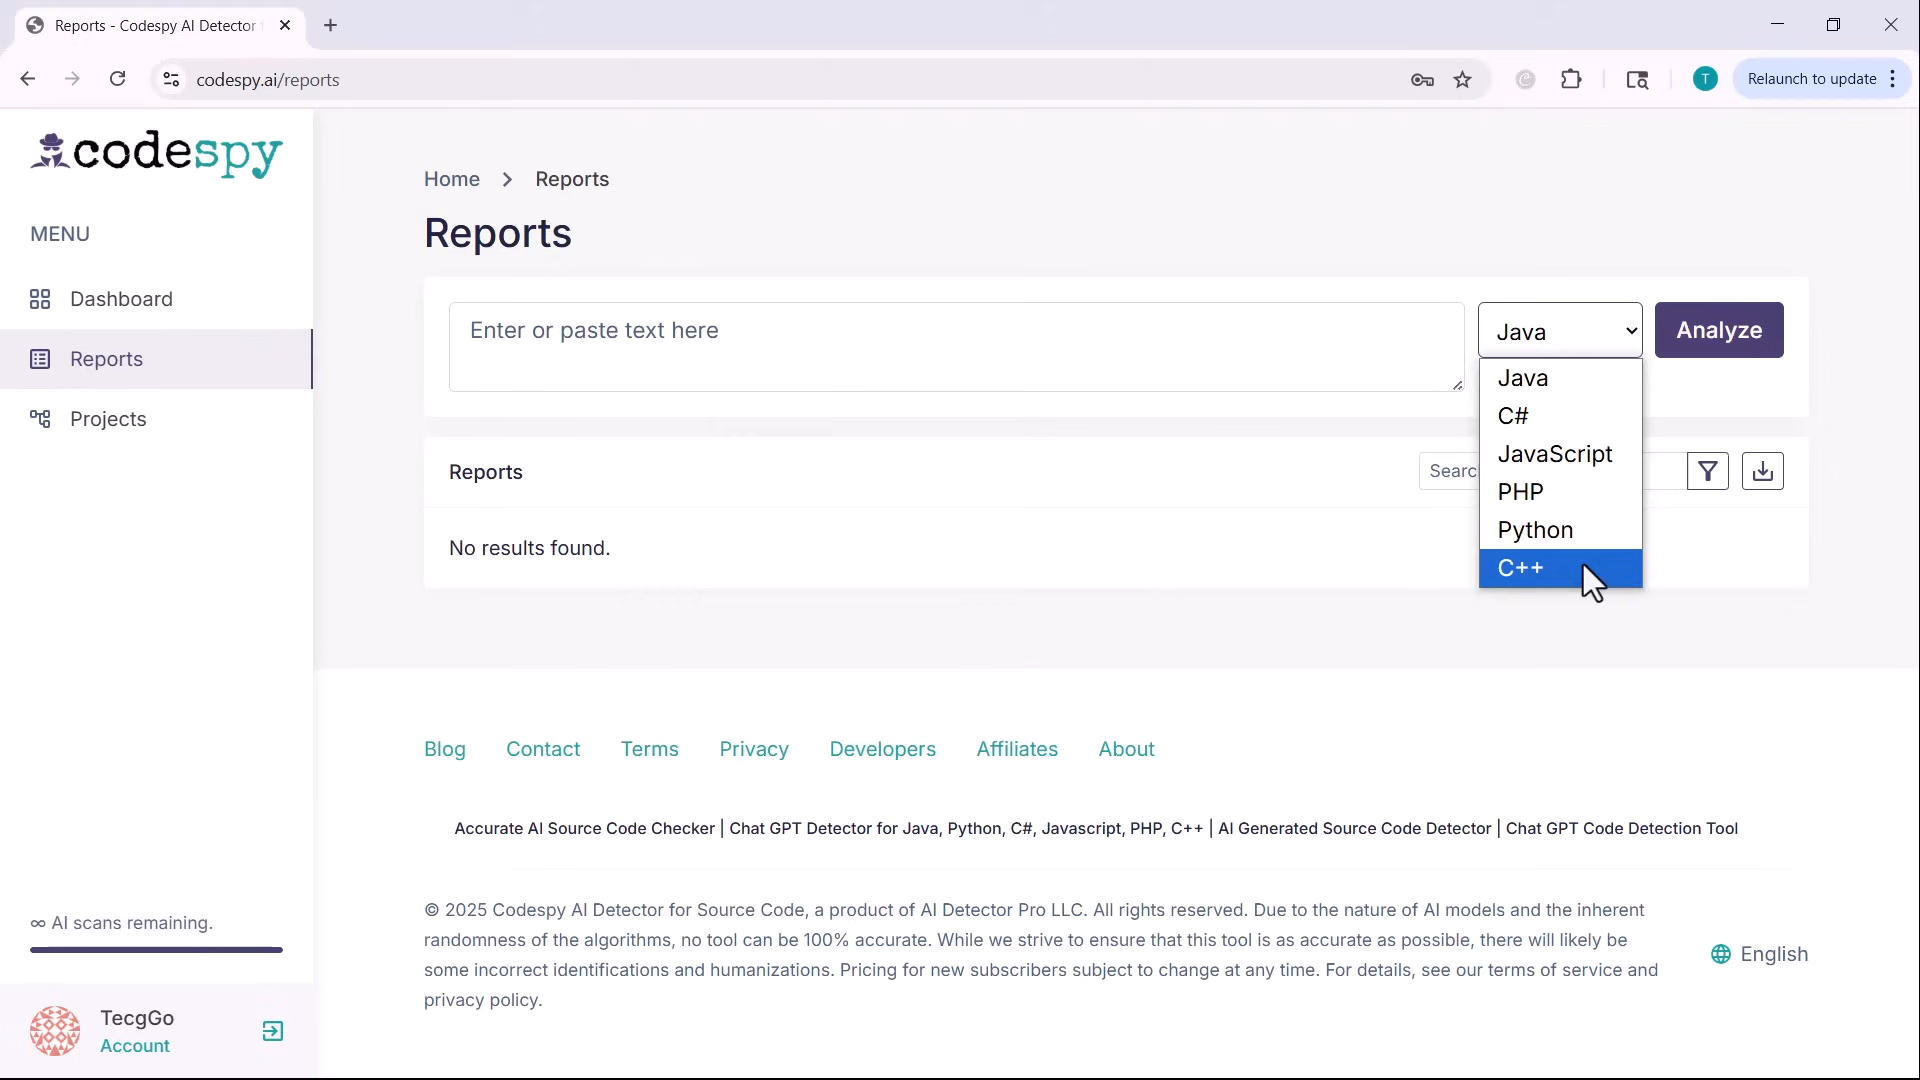 Reports - Codespy AI Detector
codespy.ai/reports
T
Relaunch to update
codespy
MENU
Dashboard
Reports
Projects
Home
Reports
Reports
Enter or paste text here
Java
Analyze
Java
C#
JavaScript
PHP
Python
C++
Reports
No results found.
Blog
Contact
Terms
Privacy
Developers
Affiliates
About
Accurate AI Source Code Checker | Chat GPT Detector for Java, Python, C#, Javascript, PHP, C++ | AI Generated Source Code Detector | Chat GPT Code Detection Tool
© 2025 Codespy AI Detector for Source Code, a product of AI Detector Pro LLC. All rights reserved. Due to the nature of AI models and the inherent
randomness of the algorithms, no tool can be 100% accurate. While we strive to ensure that this tool is as accurate as possible, there will likely be
some incorrect identifications and humanizations. Pricing for new subscribers subject to change at any time. For details, see our terms of service and
privacy policy.
English
∞ AI scans remaining.
TecgGo
Account